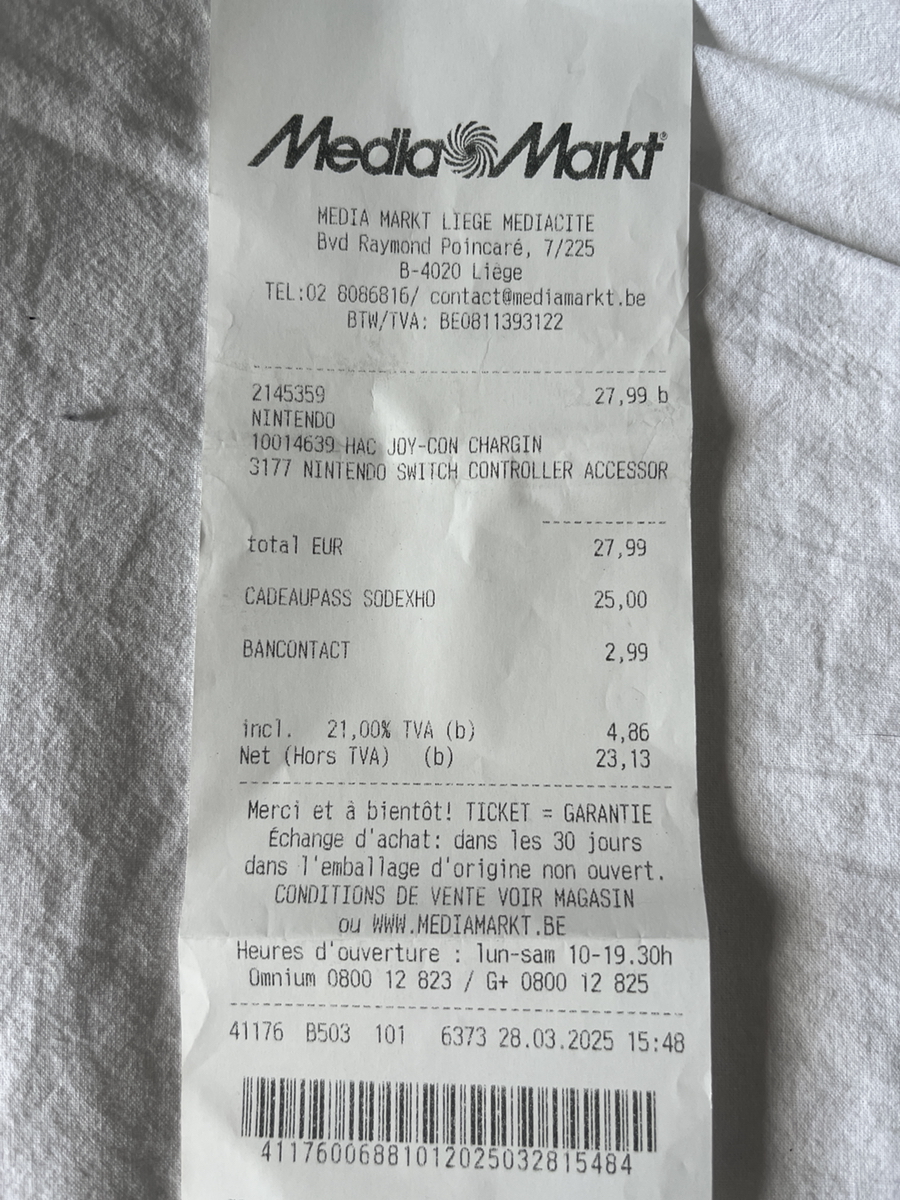 Media Markt®
MEDIA MARKT LIEGE MEDIACITE
Bvd Raymond Poincaré, 7/225
B-4020 Liège
TEL:02 8086816/ contact@mediamarkt.be
BTW/TVA: BE0811393122
2145359 27,99 b
NINTENDO
10014639 HAC JOY-CON CHARGIN
3177 NINTENDO SWITCH CONTROLLER ACCESSOR
total EUR 27,99
CADEAUPASS SODEXHO 25,00
BANCONTACT 2,99
incl. 21,00% TVA (b) 4,86
Net (Hors TVA) (b) 23,13
Merci et à bientôt! TICKET = GARANTIE
Échange d'achat: dans les 30 jours
dans l'emballage d'origine non ouvert.
CONDITIONS DE VENTE VOIR MAGASIN
ou WWW.MEDIAMARKT.BE
Heures d'ouverture : lun-sam 10-19.30h
Omnium 0800 12 823 / G+ 0800 12 825
41176 B503 101 6373 28.03.2025 15:48
41176006881012025032815484